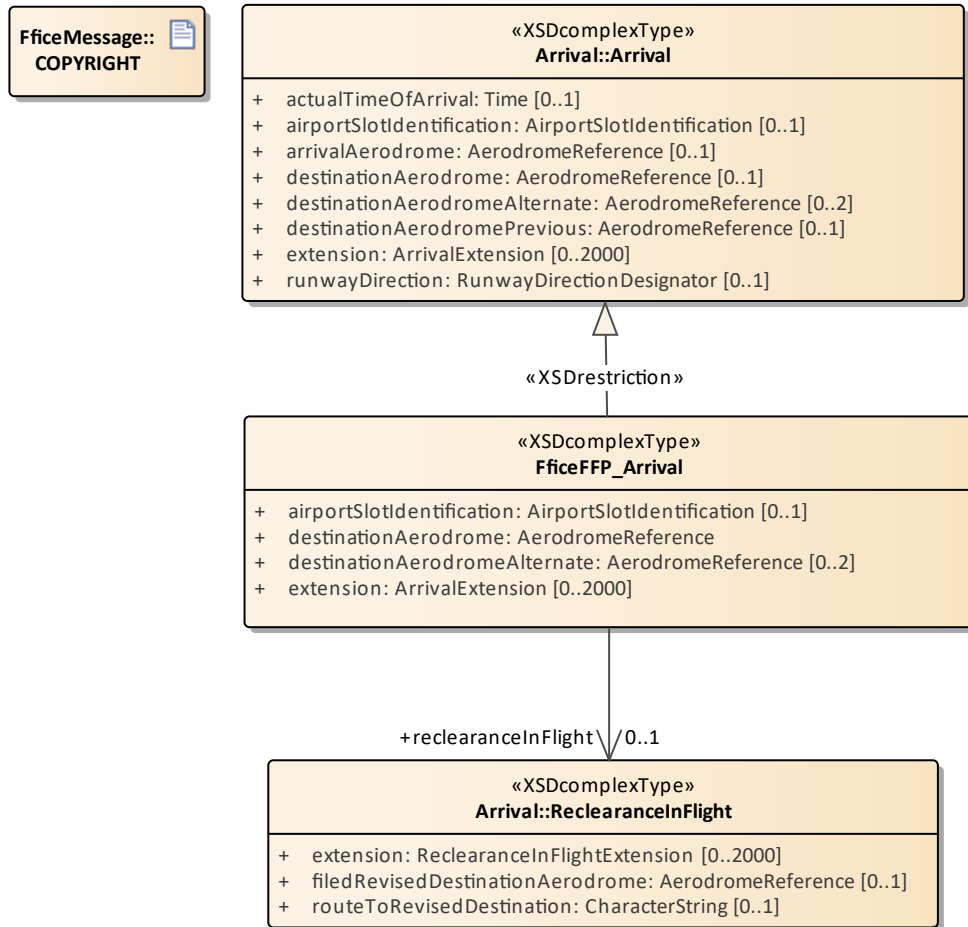 FficeMessage::
COPYRIGHT
«XSDcomplexType»
Arrival::Arrival
+ actualTimeOfArrival: Time [0..1]
+ airportSlotIdentification: AirportSlotIdentification [0..1]
+ arrivalAerodrome: AerodromeReference [0..1]
+ destinationAerodrome: AerodromeReference [0..1]
+ destinationAerodromeAlternate: AerodromeReference [0..2]
+ destinationAerodromePrevious: AerodromeReference [0..1]
+ extension: ArrivalExtension [0..2000]
+ runwayDirection: RunwayDirectionDesignator [0..1]
«XSDrestriction»
«XSDcomplexType»
FficeFFP_Arrival
+ airportSlotIdentification: AirportSlotIdentification [0..1]
+ destinationAerodrome: AerodromeReference
+ destinationAerodromeAlternate: AerodromeReference [0..2]
+ extension: ArrivalExtension [0..2000]
+reclearanceInFlight 0..1
«XSDcomplexType»
Arrival::ReclearanceInFlight
+ extension: ReclearanceInFlightExtension [0..2000]
+ filedRevisedDestinationAerodrome: AerodromeReference [0..1]
+ routeToRevisedDestination: CharacterString [0..1]